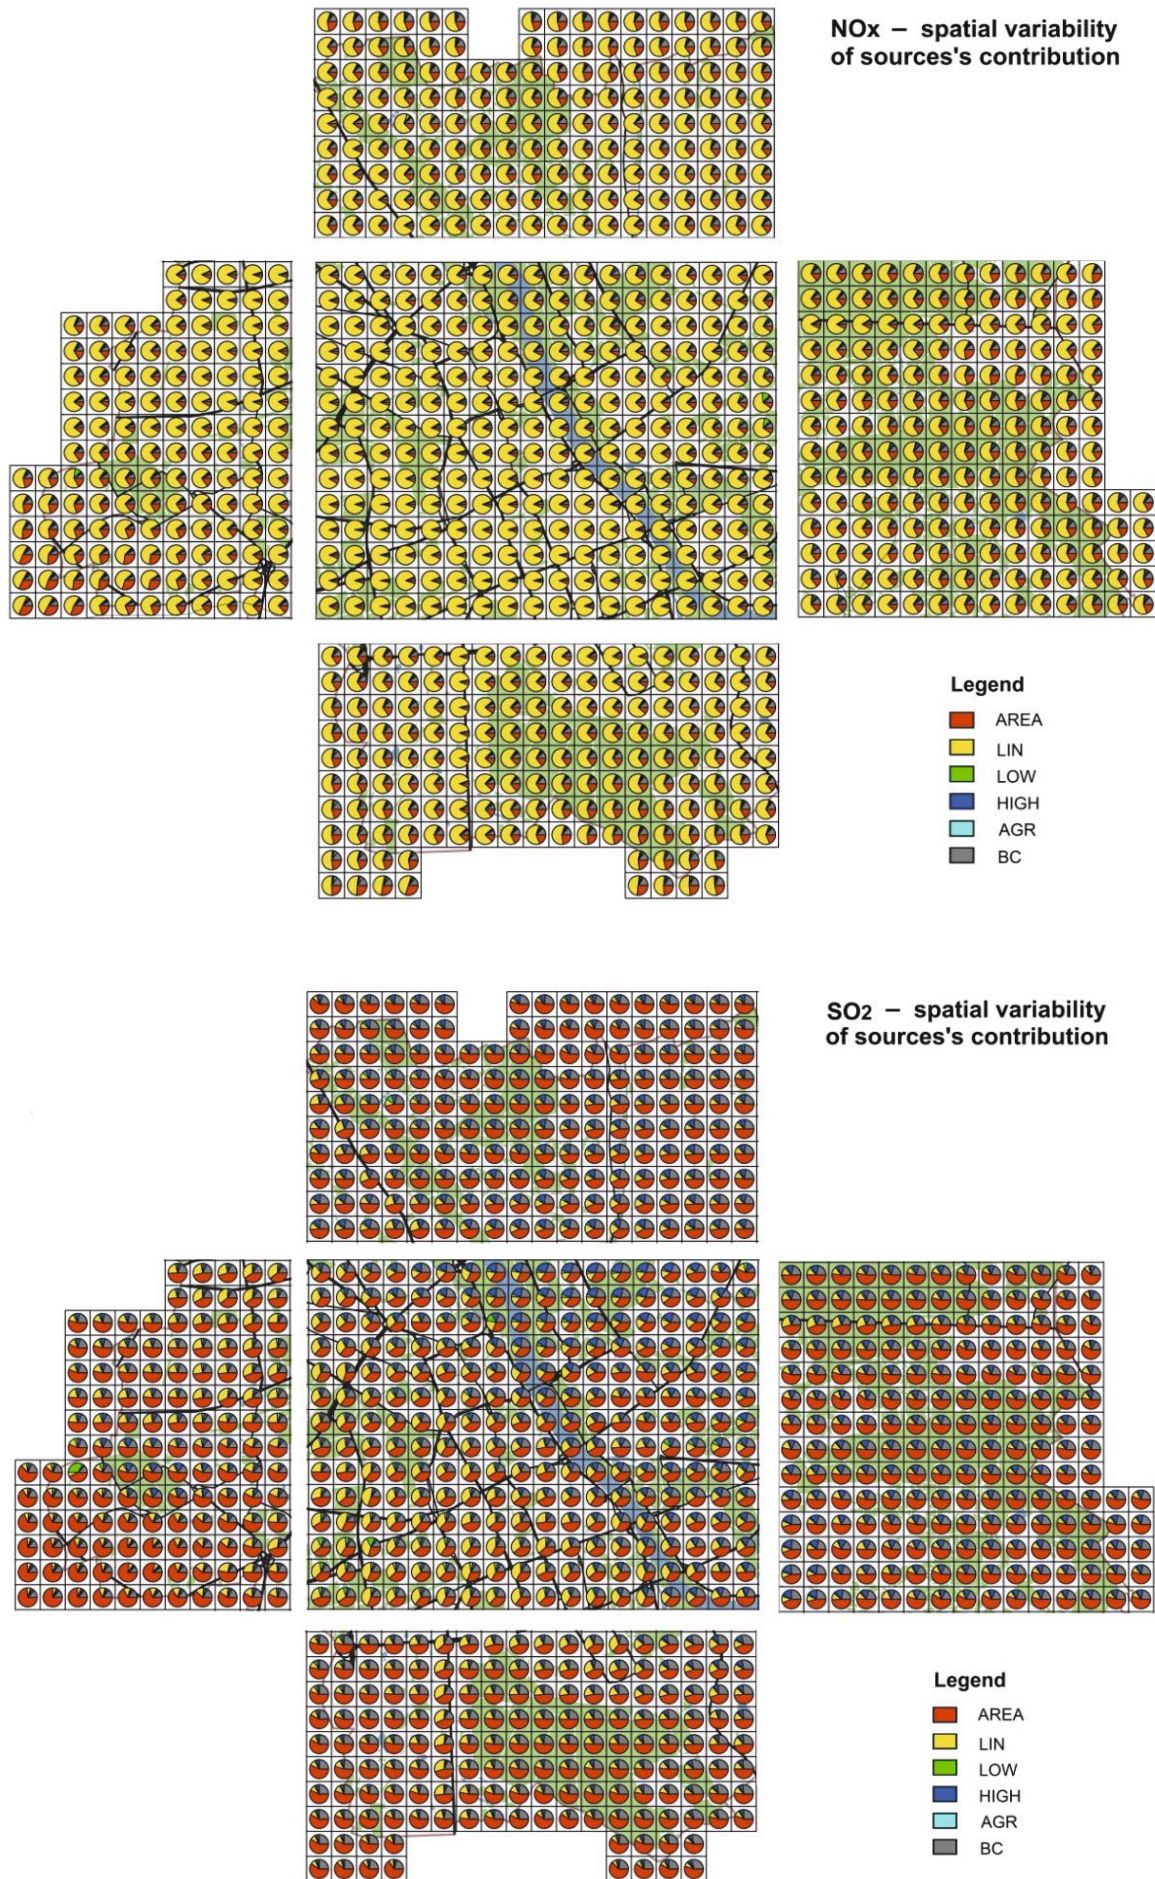 NOx – spatial variability
of sources's contribution
Legend
AREA
LIN
LOW
HIGH
AGR
BC
SO2 – spatial variability
of sources's contribution
Legend
AREA
LIN
LOW
HIGH
AGR
BC